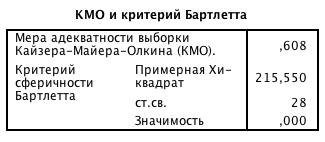 КМО и критерий Бартлетта
Мера адекватности выборки
Кайзера-Майера-Олкина (КМО).
,608
Критерий
сферичности
Бартлетта
Примерная Хи-
квадрат
215,550
ст.св.
28
Значимость
,000